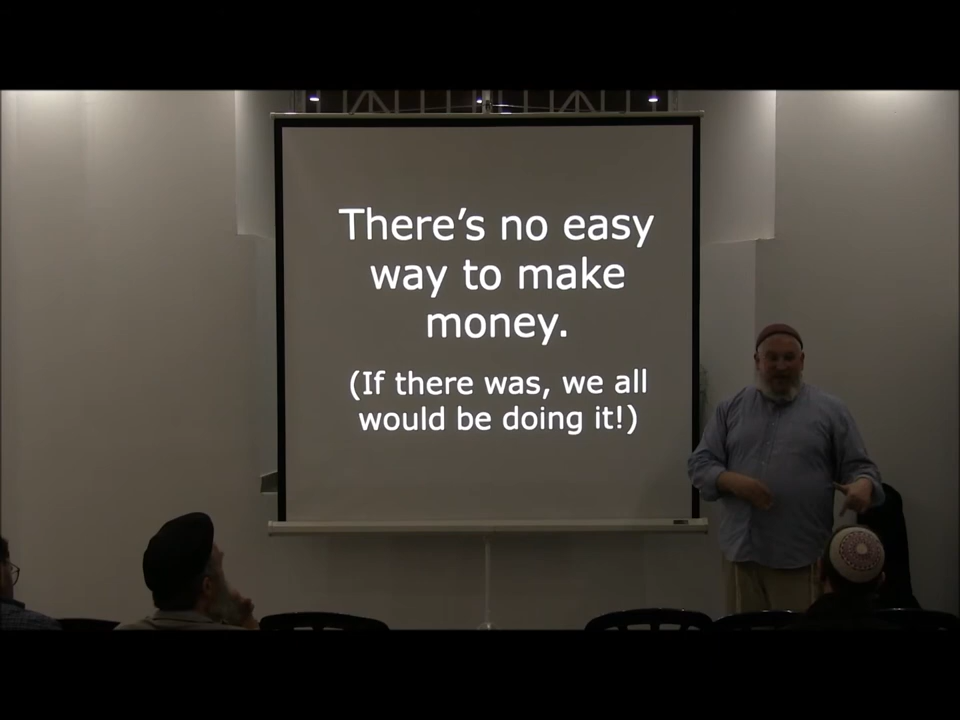 There's no easy
way to make
money.
(If there was, we all
would be doing it!)